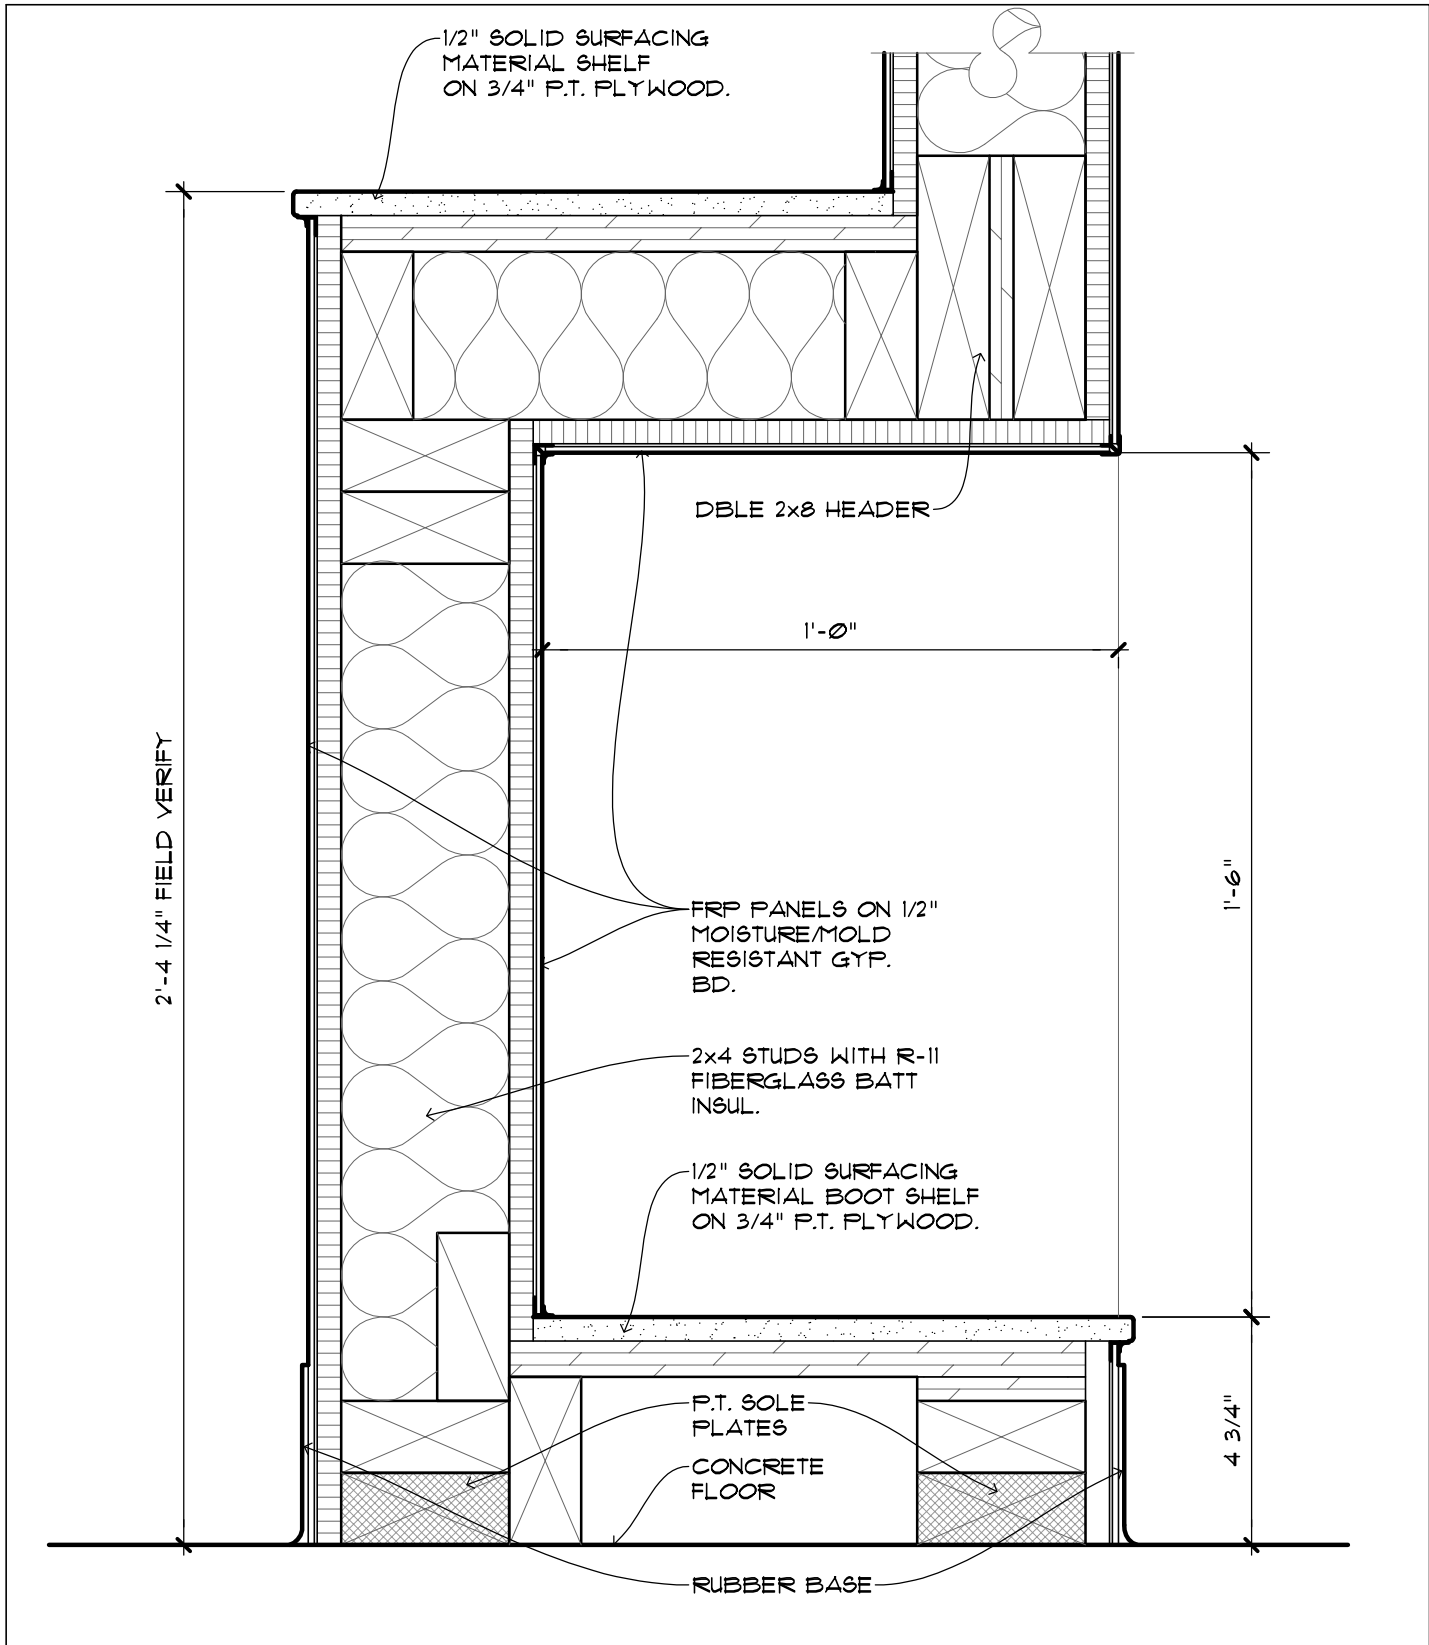 1/2" SOLID SURFACING
MATERIAL SHELF
ON 3/4" P.T. PLYWOOD.
DBLE 2x8 HEADER
1'-0"
2'-4 1/4" FIELD VERIFY
1'-6"
FRP PANELS ON 1/2"
MOISTURE/MOLD
RESISTANT GYP.
BD.
2x4 STUDS WITH R-11
FIBERGLASS BATT
INSUL.
1/2" SOLID SURFACING
MATERIAL BOOT SHELF
ON 3/4" P.T. PLYWOOD.
P.T. SOLE
PLATES
4 3/4"
CONCRETE
FLOOR
RUBBER BASE